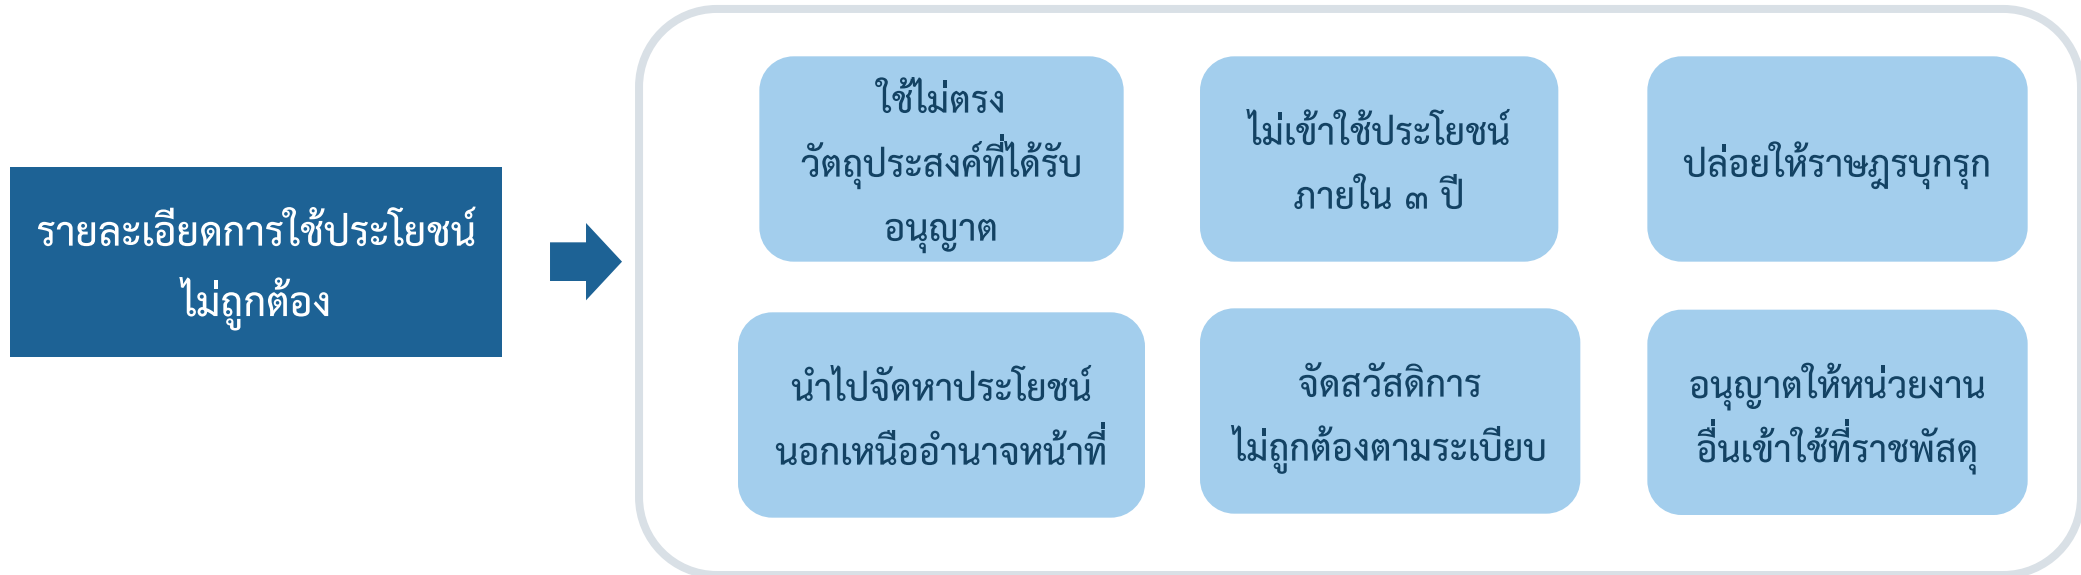 รายละเอียดการใช้ประโยชน์
ไม่ถูกต้อง
ใช้ไม่ตรง
วัตถุประสงค์ที่ได้รับ
อนุญาต
ไม่เข้าใช้ประโยชน์
ภายใน ๓ ปี
ปล่อยให้ราษฎรบุกรุก
นำไปจัดหาประโยชน์
นอกเหนืออำนาจหน้าที่
จัดสวัสดิการ
ไม่ถูกต้องตามระเบียบ
อนุญาตให้หน่วยงาน
อื่นเข้าใช้ที่ราชพัสดุ